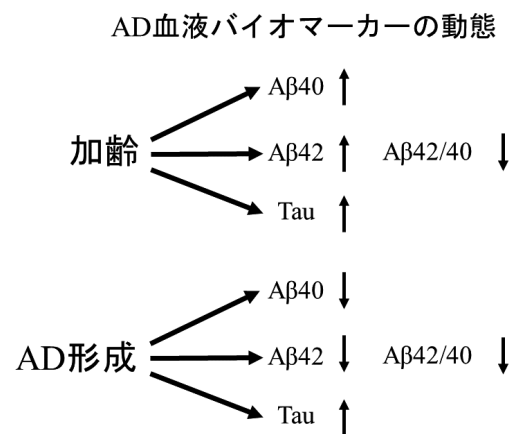 AD血液バイオマーカーの動態
Aβ40 ↑
加齢 Aβ42 ↑ Aβ42/40 ↓
Tau ↑
Aβ40 ↓
AD形成 Aβ42 ↓ Aβ42/40 ↓
Tau ↑